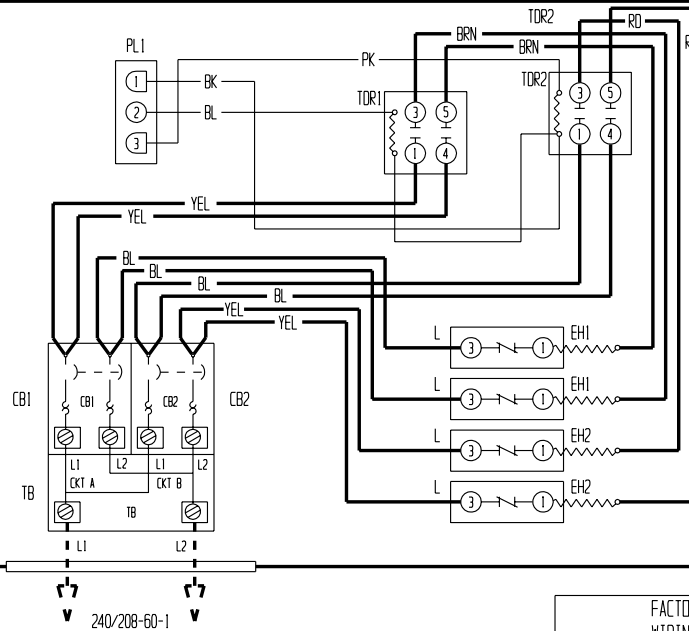 TDR2
RD
BRN
BRN
R
PL1
PK
TDR2
1
BK
2
BL
3
TDR1
3
5
1
4
3
5
1
4
YEL
YEL
BL
BL
BL
BL
YEL
YEL
L
3
1
EH1
L
3
1
EH1
L
3
1
EH2
L
3
1
EH2
CB1
CB1
CB2
CB2
L1
L2
L1
L2
CKT A
CKT B
TB
TB
L1
L2
240/208-60-1
FACTO
WIRIN